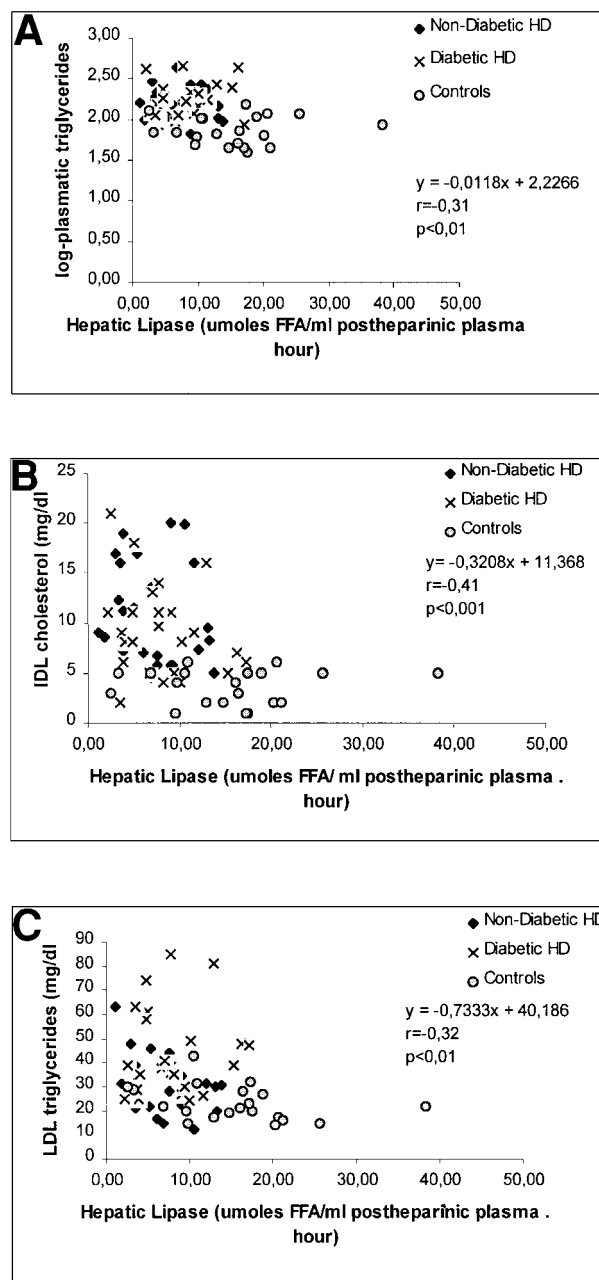 A
Non-Diabetic HD
Diabetic HD
Controls
log-plasmatic triglycerides
3,00
2,50
2,00
1,50
1,00
0,50
0,00
y = -0,0118x + 2,2266
r=-0,31
p<0,01
0,00 10,00 20,00 30,00 40,00 50,00
Hepatic Lipase (umoles FFA/ml postheparinic plasma
hour)
B
Non-Diabetic HD
Diabetic HD
Controls
IDL cholesterol (mg/dl)
25
20
15
10
5
0
y= -0,3208x + 11,368
r=-0,41
p<0,001
0,00 10,00 20,00 30,00 40,00 50,00
Hepatic Lipase (umoles FFA/ ml postheparinic plasma .
hour)
C
Non-Diabetic HD
Diabetic HD
Controls
LDL triglycerides (mg/dl)
90
80
70
60
50
40
30
20
10
0
y = -0,7333x + 40,186
r=-0,32
p<0,01
0,00 10,00 20,00 30,00 40,00 50,00
Hepatic Lipase (umoles FFA/ml postheparinic plasma .
hour)